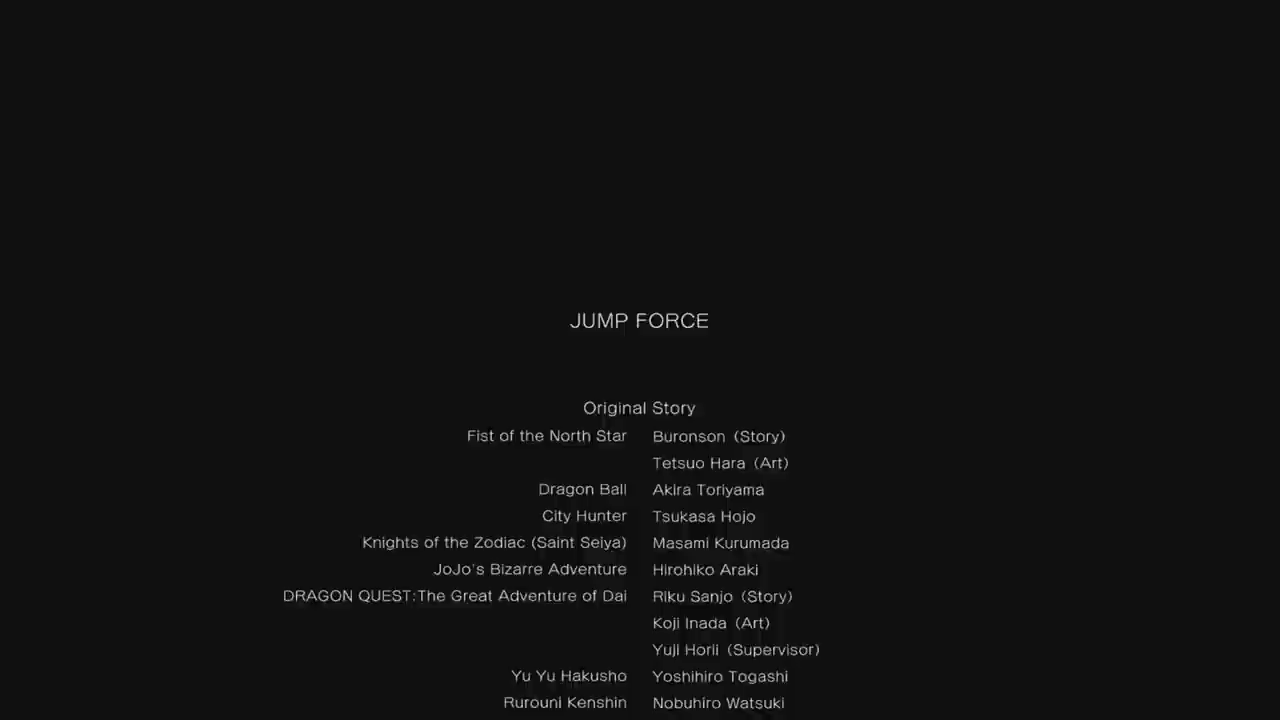 JUMP FORCE
Original Story
Fist of the North Star Buronson (Story)
Tetsuo Hara (Art)
Dragon Ball Akira Toriyama
City Hunter Tsukasa Hojo
Knights of the Zodiac (Saint Seiya) Masami Kurumada
JoJo's Bizarre Adventure Hirohiko Araki
DRAGON QUEST:The Great Adventure of Dai Riku Sanjo (Story)
Koji Inada (Art)
Yuji Horii (Supervisor)
Yu Yu Hakusho Yoshihiro Togashi
Rurouni Kenshin Nobuhiro Watsuki